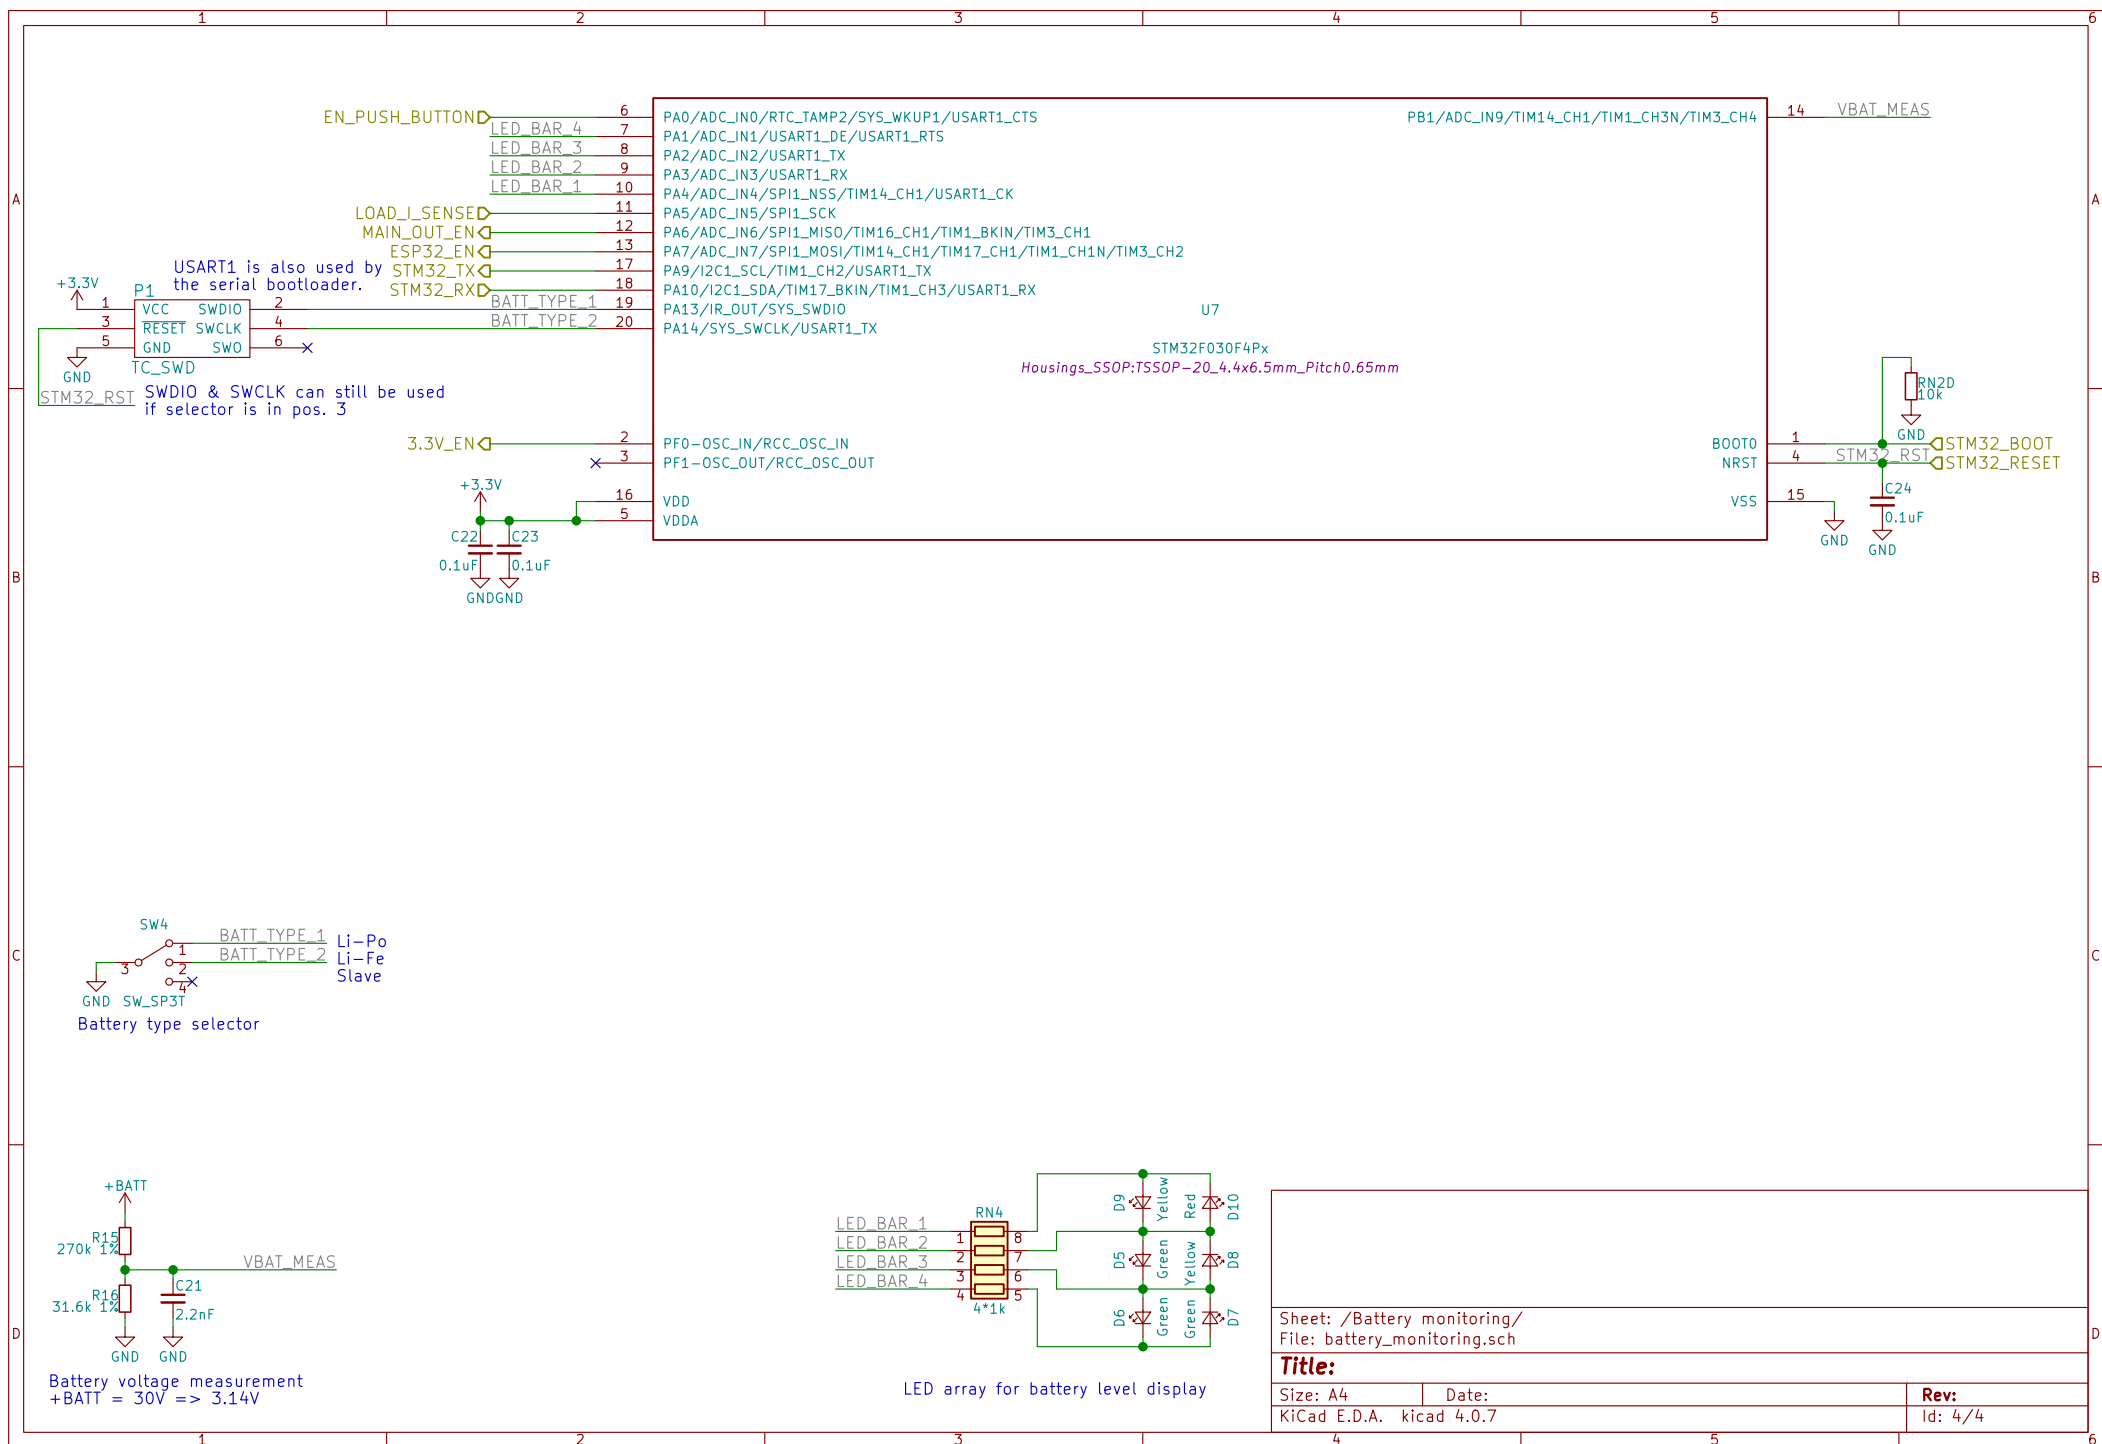 1 2 3 4 5 6
A
A
B
B
C
C
D
D
1 2 3 4 5 6
EN_PUSH_BUTTON
LED_BAR_4
LED_BAR_3
LED_BAR_2
LED_BAR_1
LOAD_I_SENSE
MAIN_OUT_EN
ESP32_EN
STM32_TX
STM32_RX
BATT_TYPE_1
BATT_TYPE_2
6 PA0/ADC_IN0/RTC_TAMP2/SYS_WKUP1/USART1_CTS
7 PA1/ADC_IN1/USART1_DE/USART1_RTS
8 PA2/ADC_IN2/USART1_TX
9 PA3/ADC_IN3/USART1_RX
10 PA4/ADC_IN4/SPI1_NSS/TIM14_CH1/USART1_CK
11 PA5/ADC_IN5/SPI1_SCK
12 PA6/ADC_IN6/SPI1_MISO/TIM16_CH1/TIM1_BKIN/TIM3_CH1
13 PA7/ADC_IN7/SPI1_MOSI/TIM14_CH1/TIM17_CH1/TIM1_CH1N/TIM3_CH2
17 PA9/I2C1_SCL/TIM1_CH2/USART1_TX
18 PA10/I2C1_SDA/TIM17_BKIN/TIM1_CH3/USART1_RX
19 PA13/IR_OUT/SYS_SWDIO
20 PA14/SYS_SWCLK/USART1_TX
PB1/ADC_IN9/TIM14_CH1/TIM1_CH3N/TIM3_CH4 14 VBAT_MEAS
U7
STM32F030F4Px
Housings_SSOP:TSSOP-20_4.4x6.5mm_Pitch0.65mm
USART1 is also used by
the serial bootloader.
+3.3V
P1
1 VCC SWDIO 2
3 RESET SWCLK 4
5 GND SWO 6
GND
TC_SWD
STM32_RST
SWDIO & SWCLK can still be used
if selector is in pos. 3
3.3V_EN
2 PF0-OSC_IN/RCC_OSC_IN
3 PF1-OSC_OUT/RCC_OSC_OUT
16 VDD
5 VDDA
+3.3V
C22
0.1uF
C23
0.1uF
GND
GND
RN2D
10k
GND
BOOT0 1 STM32_BOOT
NRST 4 STM32_RST STM32_RESET
VSS 15
GND
C24
0.1uF
GND
SW4
1 BATT_TYPE_1 Li-Po
3 2 BATT_TYPE_2 Li-Fe
4 Slave
GND SW_SP3T
Battery type selector
+BATT
R15
270k 1%
VBAT_MEAS
R16
31.6k 1%
C21
2.2nF
GND GND
Battery voltage measurement
+BATT = 30V => 3.14V
RN4
LED_BAR_1 1 8
LED_BAR_2 2 7
LED_BAR_3 3 6
LED_BAR_4 4 5
4*1k
D9 Yellow Red D10
D5 Green Yellow D8
D6 Green Green D7
LED array for battery level display
Sheet: /Battery monitoring/
File: battery_monitoring.sch
Title:
Size: A4 Date: Rev:
KiCad E.D.A. kicad 4.0.7 Id: 4/4